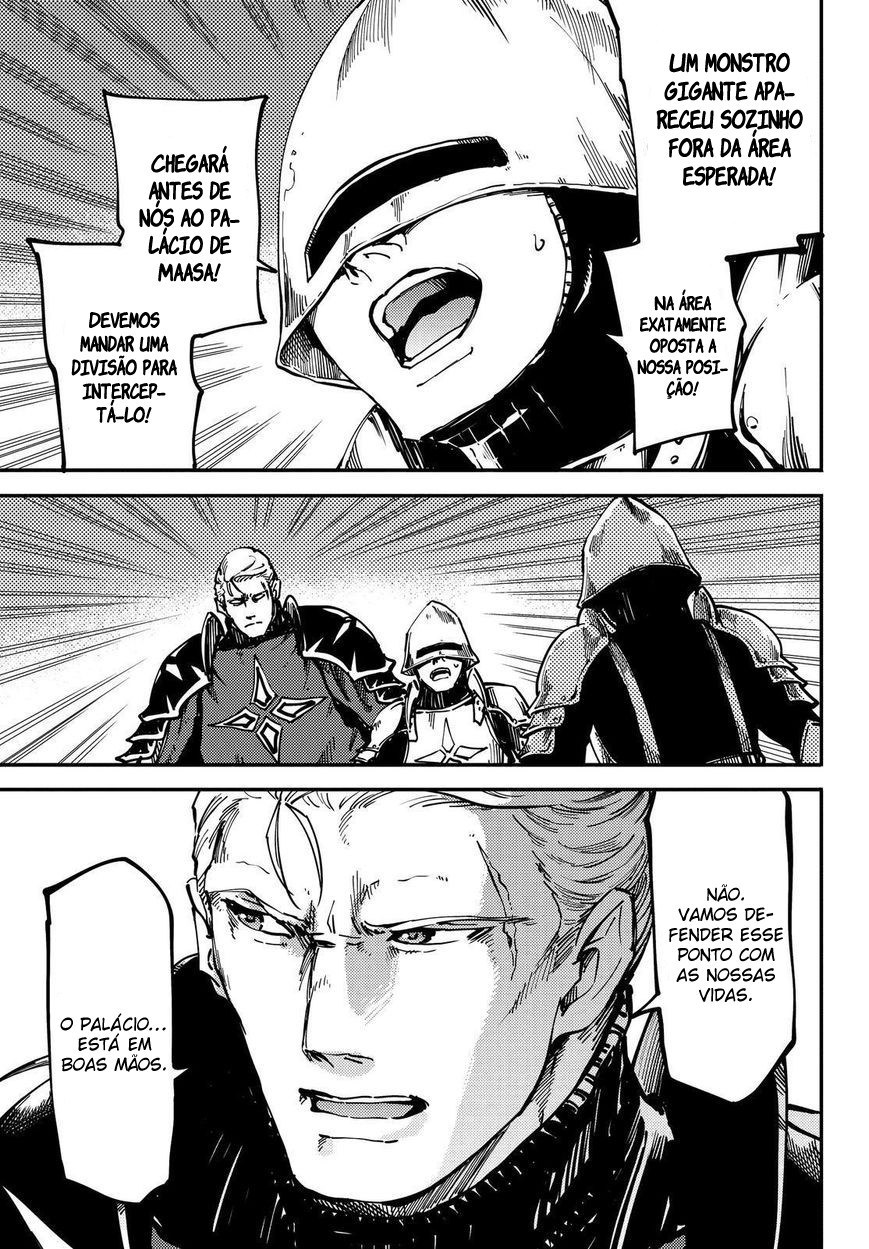 UM MONSTRO
GIGANTE APA-
RECEU SOZINHO
FORA DA ÁREA
ESPERADA!
NA ÁREA
EXATAMENTE
OPOSTA A
NOSSA POSI-
ÇÃO!
CHEGARÁ
ANTES DE
NÓS AO PA-
LÁCIO DE
MAASA!
DEVEMOS
MANDAR UMA
DIVISÃO PARA
INTERCEP-
TÁ-LO!
NÃO.
VAMOS DE-
FENDER ESSE
PONTO COM
AS NOSSAS
VIDAS.
O PALÁCIO...
ESTÁ EM
BOAS MÃOS.